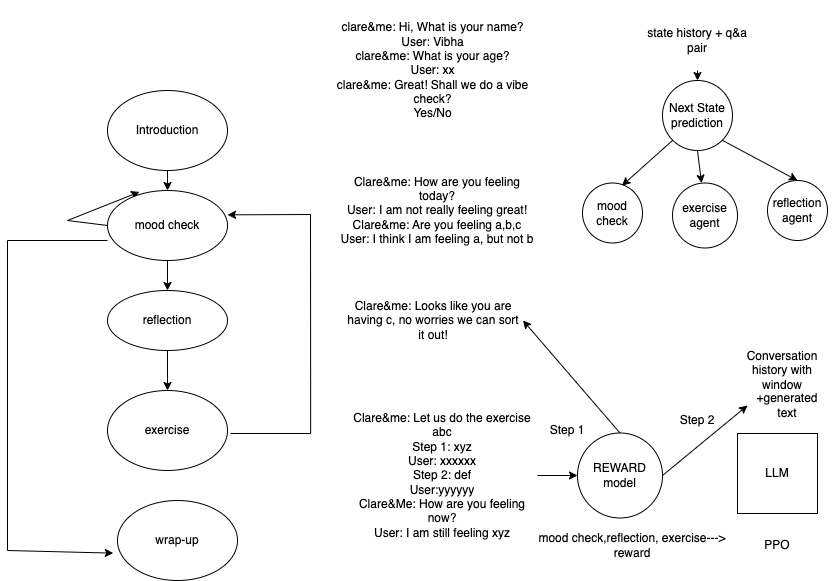 Introduction
mood check
reflection
exercise
wrap-up
clare&me: Hi, What is your name?
User: Vibha
clare&me: What is your age?
User: xx
clare&me: Great! Shall we do a vibe
check?
Yes/No
Clare&me: How are you feeling
today?
User: I am not really feeling great!
Clare&me: Are you feeling a,b,c
User: I think I am feeling a, but not b
Clare&me: Looks like you are
having c, no worries we can sort
it out!
Clare&me: Let us do the exercise
abc
Step 1: xyz
User: xxxxxx
Step 2: def
User:yyyyyy
Clare&Me: How are you feeling
now?
User: I am still feeling xyz
state history + q&a
pair
Next State
prediction
mood
check
exercise
agent
reflection
agent
Step 1
Step 2
REWARD
model
mood check,reflection, exercise--->
reward
Conversation
history with
window
+generated
text
LLM
PPO